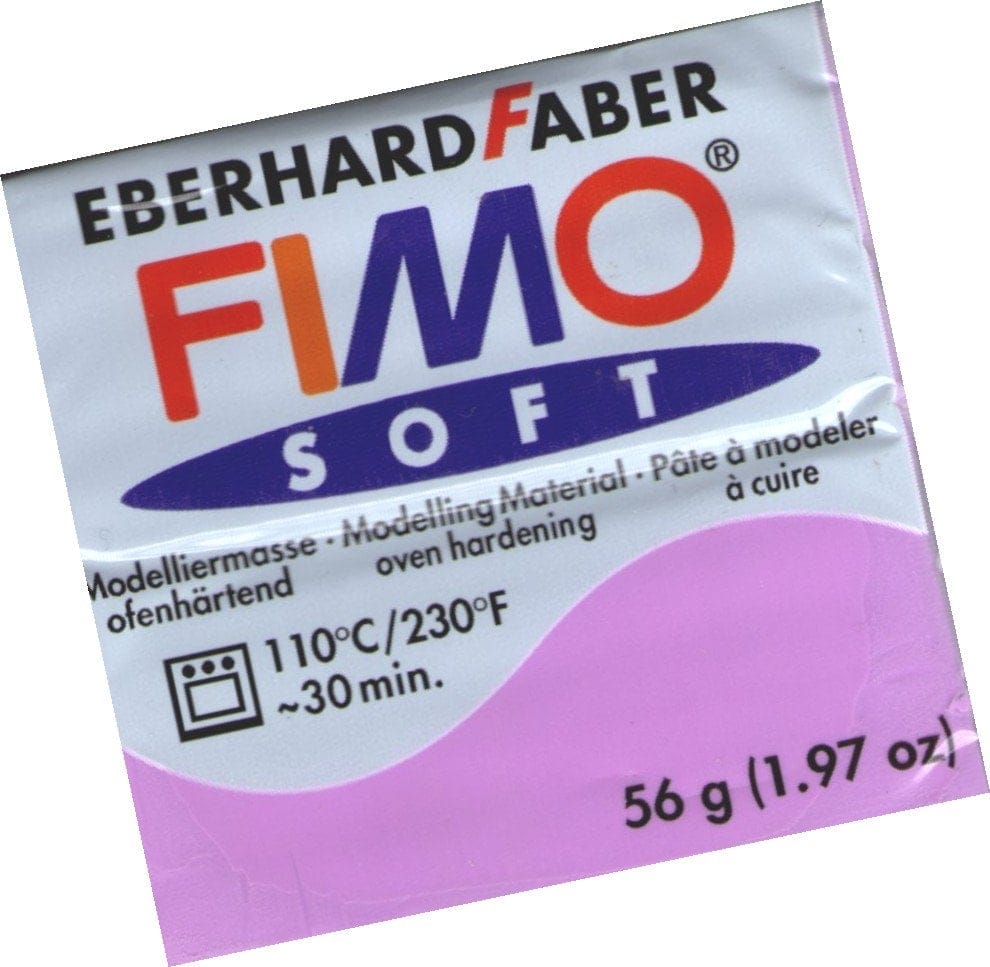 EBERHARDFABER
FIMO®
SOFT
Modelliermasse · Modelling Material · Pâte à modeler
ofenhärtend oven hardening à cuire
110°C/230°F
~30 min.
56 g (1.97 oz)